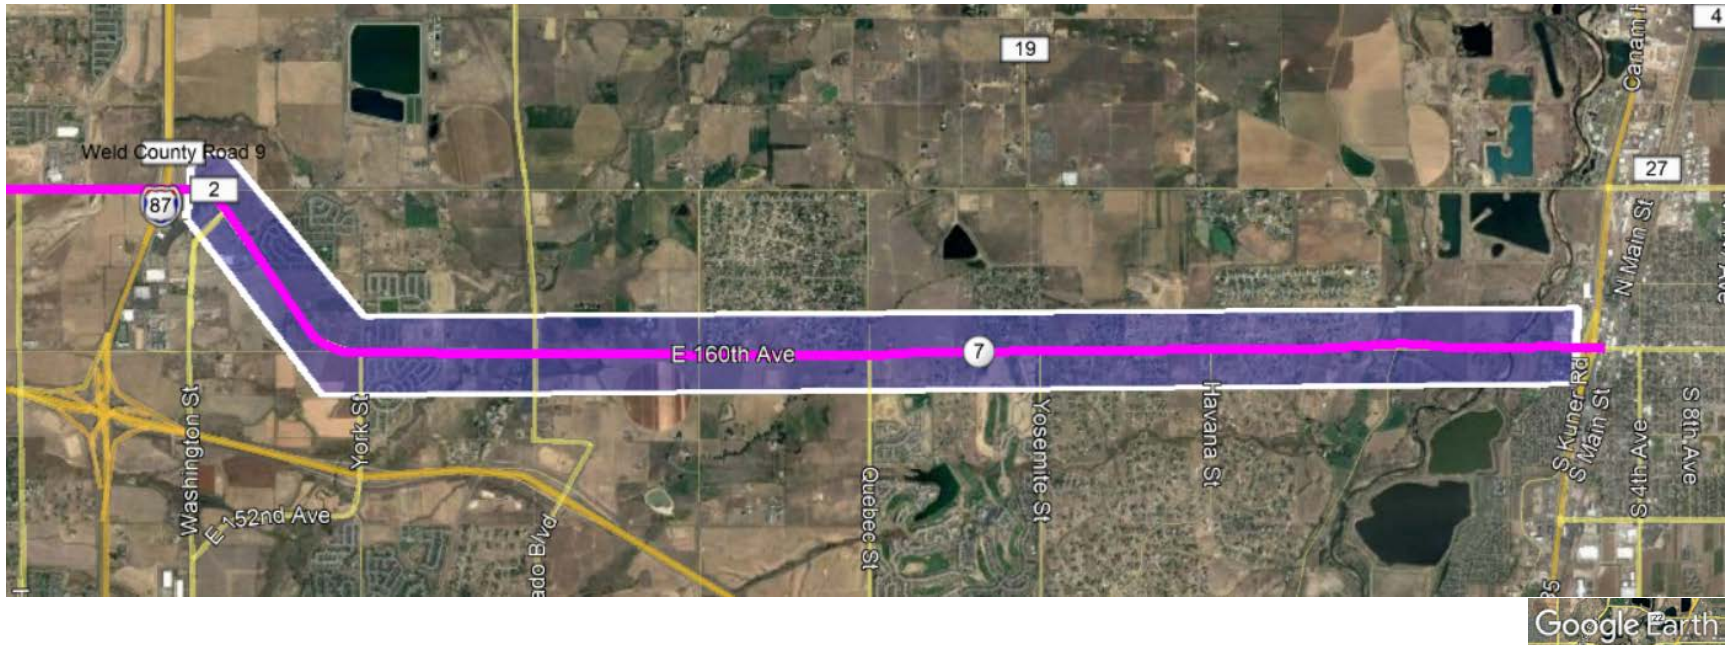 4
19
Canam H
Weld County Road 9
27
2
87
N Main St
E 160th Ave
7
S Kuner Rd
S Main St
S 4th Ave
S 8th Ave
Washington St
York St
Havana St
Yosemite St
Quebec St
E 152nd Ave
ado Blvd
85
Google Earth